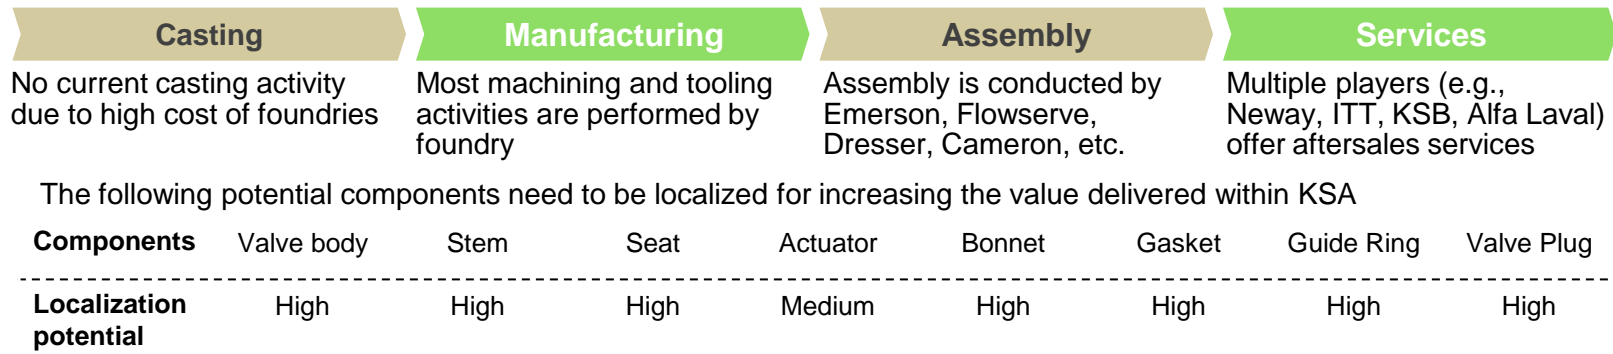 Casting Manufacturing Assembly Services
No current casting activity
due to high cost of foundries
Most machining and tooling
activities are performed by
foundry
Assembly is conducted by
Emerson, Flowserve,
Dresser, Cameron, etc.
Multiple players (e.g.,
Neway, ITT, KSB, Alfa Laval)
offer aftersales services
The following potential components need to be localized for increasing the value delivered within KSA
Components Valve body Stem Seat Actuator Bonnet Gasket Guide Ring Valve Plug
Localization
potential
High High High Medium High High High High